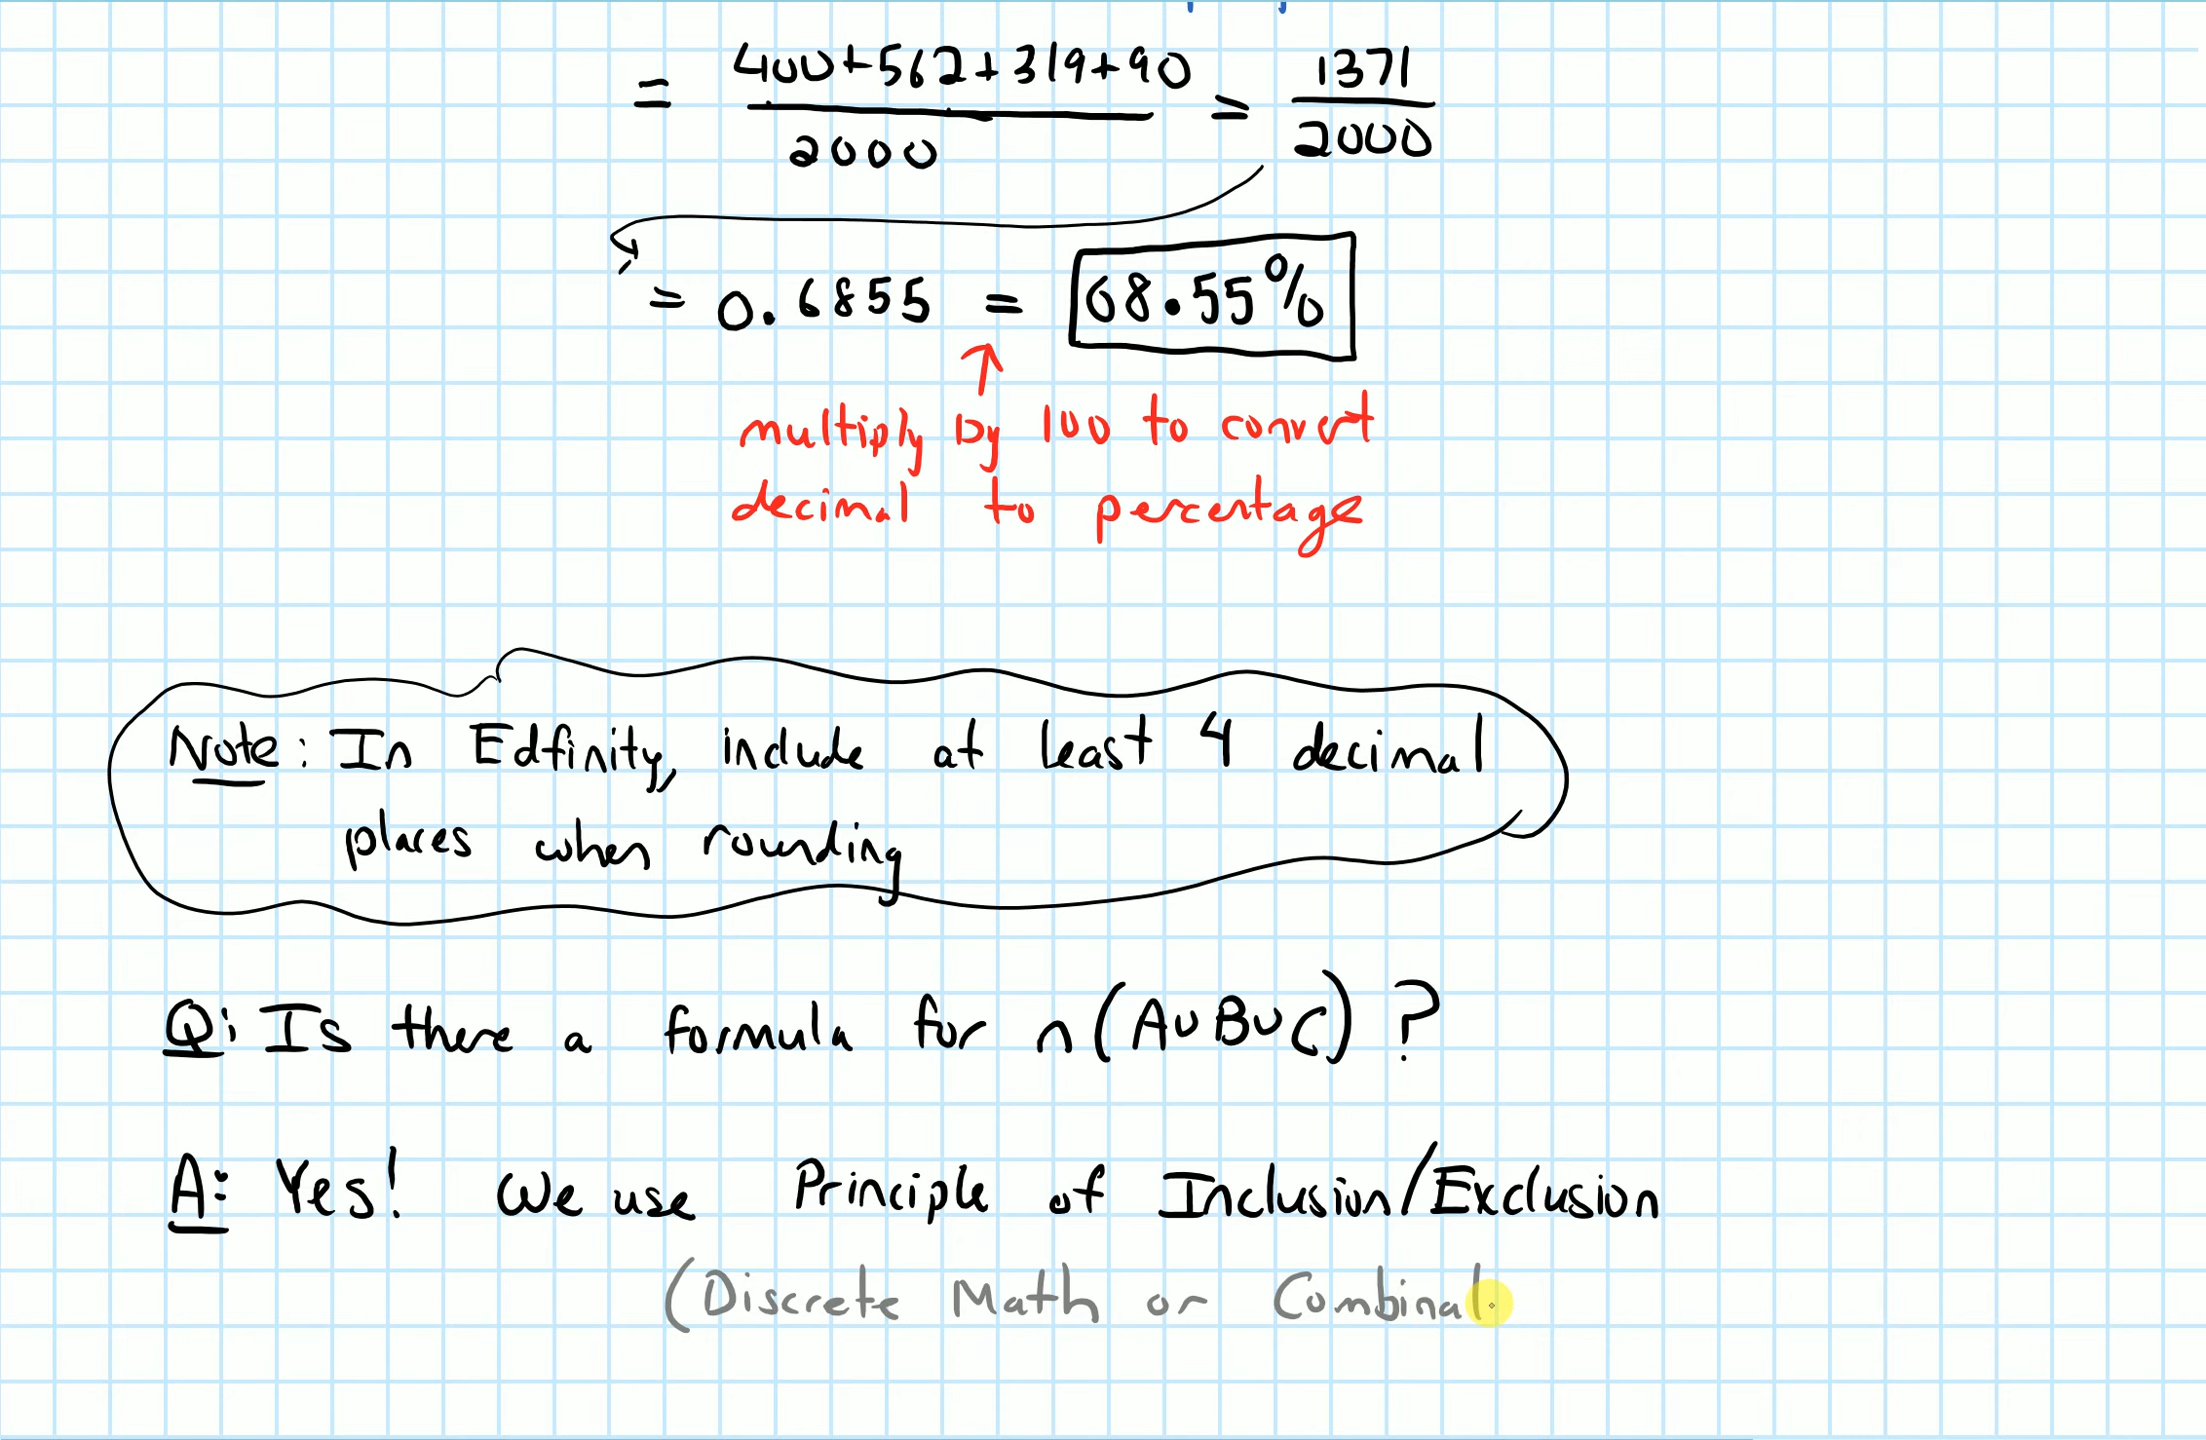 = 400+562+319+90 / 2000 = 1371 / 2000
= 0.6855 = 68.55%
multiply by 100 to convert
decimal to percentage
Note: In Edfinity, include at least 4 decimal
places when rounding
Q: Is there a formula for n(A∪B∪C)?
A: Yes! We use Principle of Inclusion/Exclusion
(Discrete Math or Combinat